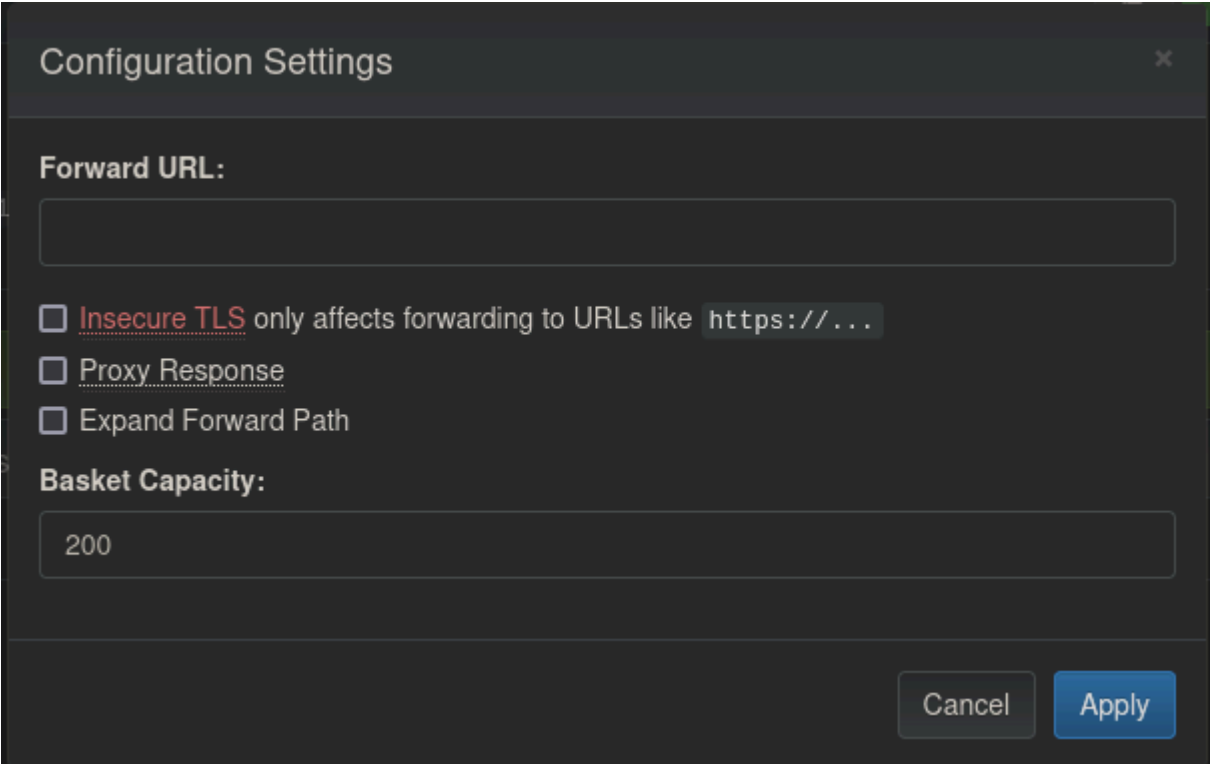 Configuration Settings
×
Forward URL:
Insecure TLS only affects forwarding to URLs like https://...
Proxy Response
Expand Forward Path
Basket Capacity:
200
Cancel
Apply